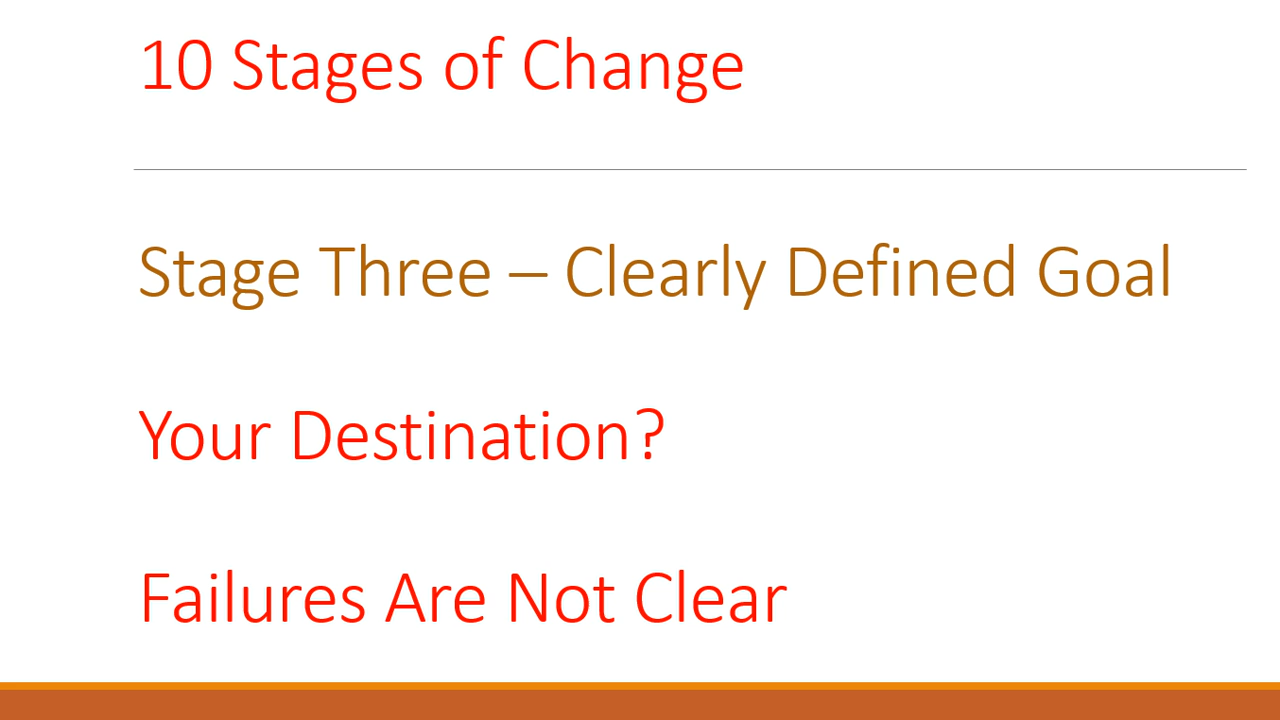 10 Stages of Change
Stage Three – Clearly Defined Goal
Your Destination?
Failures Are Not Clear